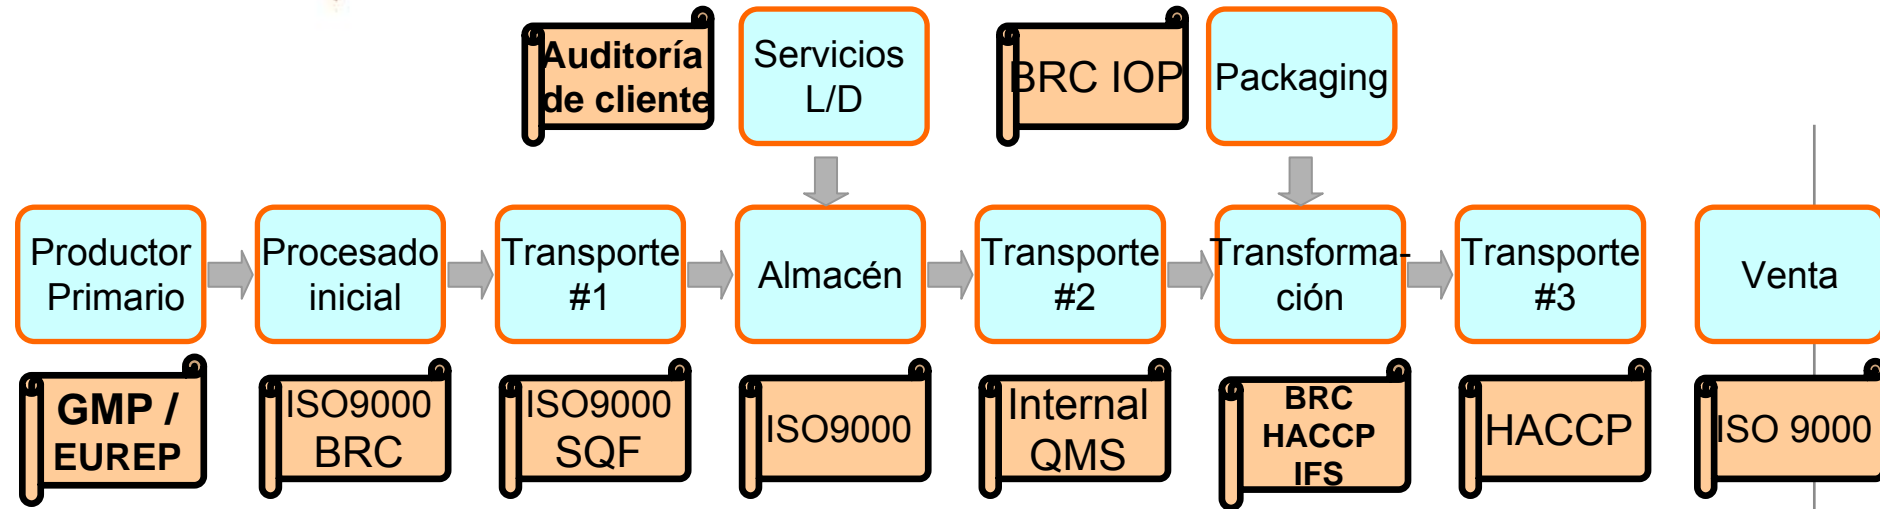 Auditoría
de cliente
Servicios
L/D
BRC IOP
Packaging
Productor
Primario
Procesado
inicial
Transporte
#1
Almacén
Transporte
#2
Transforma-
ción
Transporte
#3
Venta
GMP /
EUREP
ISO9000
BRC
ISO9000
SQF
ISO9000
Internal
QMS
BRC
HACCP
IFS
HACCP
ISO 9000